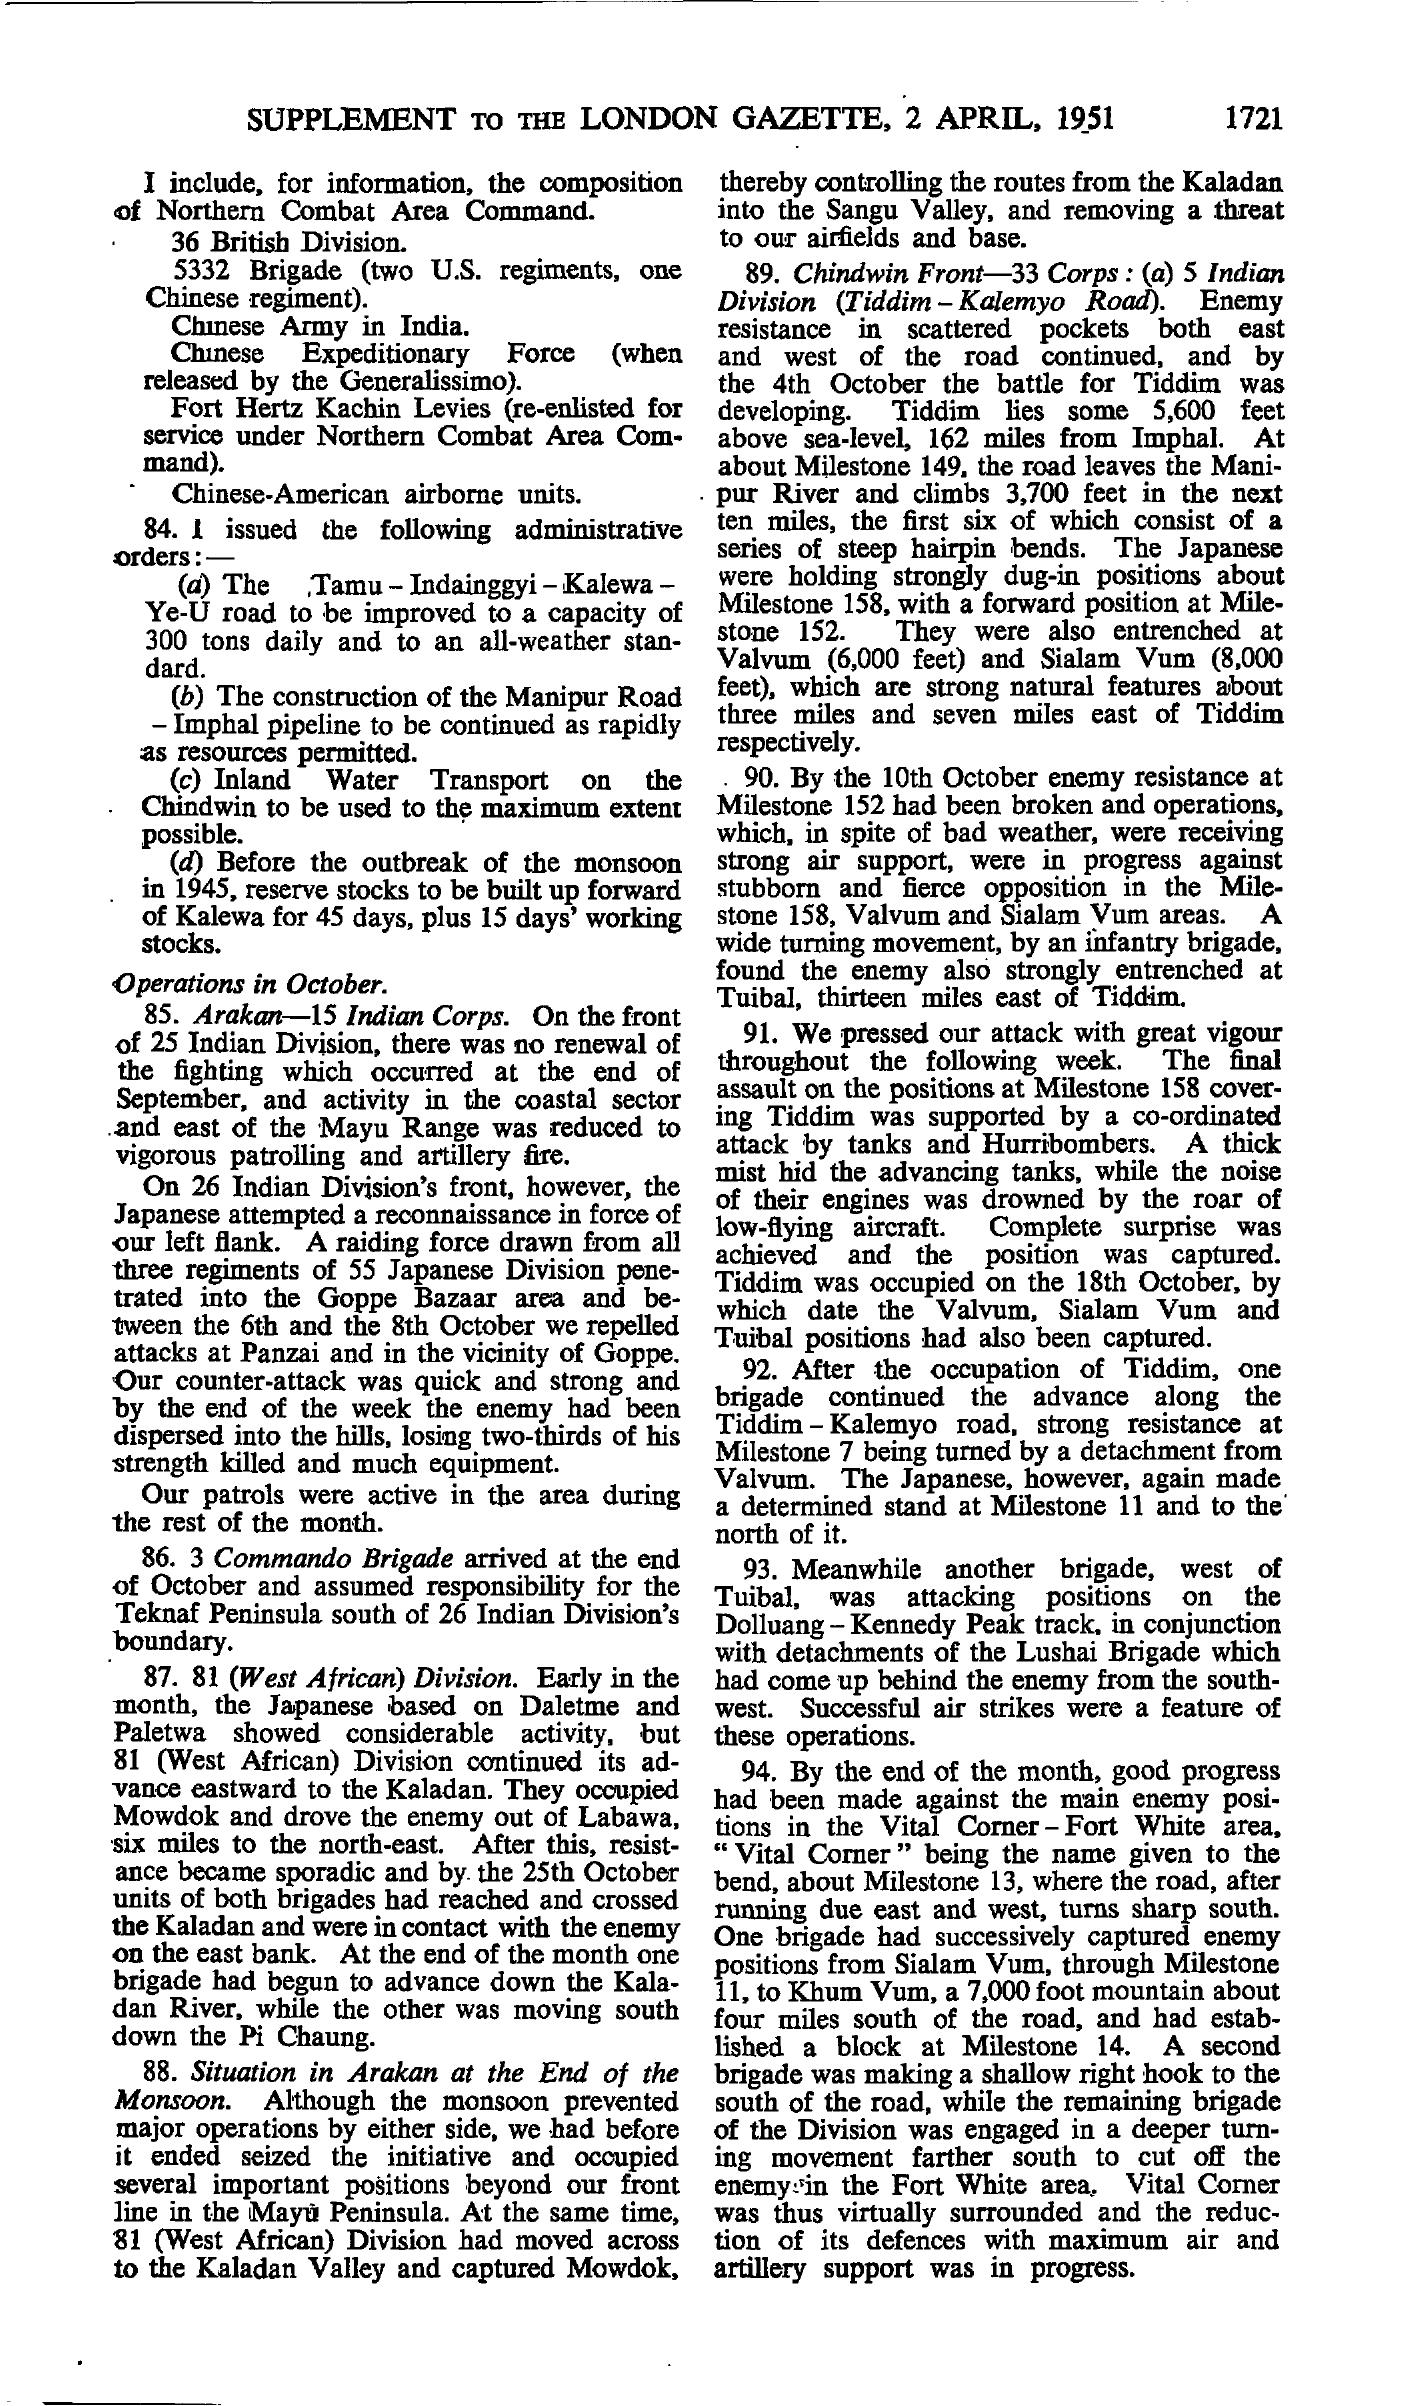 SUPPLEMENT TO THE LONDON GAZETTE, 2 APRIL, 1951 1721
I include, for information, the composition
of Northern Combat Area Command.
36 British Division.
5332 Brigade (two U.S. regiments, one
Chinese regiment).
Chinese Army in India.
Chinese Expeditionary Force (when
released by the Generalissimo).
Fort Hertz Kachin Levies (re-enlisted for
service under Northern Combat Area Com-
mand).
Chinese-American airborne units.
84. I issued the following administrative
orders:—
(a) The Tamu – Indainggyi – Kalewa –
Ye-U road to be improved to a capacity of
300 tons daily and to an all-weather stan-
dard.
(b) The construction of the Manipur Road
– Imphal pipeline to be continued as rapidly
as resources permitted.
(c) Inland Water Transport on the
Chindwin to be used to the maximum extent
possible.
(d) Before the outbreak of the monsoon
in 1945, reserve stocks to be built up forward
of Kalewa for 45 days, plus 15 days' working
stocks.
Operations in October.
85. Arakan—15 Indian Corps. On the front
of 25 Indian Division, there was no renewal of
the fighting which occurred at the end of
September, and activity in the coastal sector
and east of the Mayu Range was reduced to
vigorous patrolling and artillery fire.
On 26 Indian Division's front, however, the
Japanese attempted a reconnaissance in force of
our left flank. A raiding force drawn from all
three regiments of 55 Japanese Division pene-
trated into the Goppe Bazaar area and be-
tween the 6th and the 8th October we repelled
attacks at Panzai and in the vicinity of Goppe.
Our counter-attack was quick and strong and
by the end of the week the enemy had been
dispersed into the hills, losing two-thirds of his
strength killed and much equipment.
Our patrols were active in the area during
the rest of the month.
86. 3 Commando Brigade arrived at the end
of October and assumed responsibility for the
Teknaf Peninsula south of 26 Indian Division's
boundary.
87. 81 (West African) Division. Early in the
month, the Japanese based on Daletme and
Paletwa showed considerable activity, but
81 (West African) Division continued its ad-
vance eastward to the Kaladan. They occupied
Mowdok and drove the enemy out of Labawa,
six miles to the north-east. After this, resist-
ance became sporadic and by the 25th October
units of both brigades had reached and crossed
the Kaladan and were in contact with the enemy
on the east bank. At the end of the month one
brigade had begun to advance down the Kala-
dan River, while the other was moving south
down the Pi Chaung.
88. Situation in Arakan at the End of the
Monsoon. Although the monsoon prevented
major operations by either side, we had before
it ended seized the initiative and occupied
several important positions beyond our front
line in the Mayu Peninsula. At the same time,
81 (West African) Division had moved across
to the Kaladan Valley and captured Mowdok,
thereby controlling the routes from the Kaladan
into the Sangu Valley, and removing a threat
to our airfields and base.
89. Chindwin Front—33 Corps: (a) 5 Indian
Division (Tiddim – Kalemyo Road). Enemy
resistance in scattered pockets both east
and west of the road continued, and by
the 4th October the battle for Tiddim was
developing. Tiddim lies some 5,600 feet
above sea-level, 162 miles from Imphal. At
about Milestone 149, the road leaves the Mani-
pur River and climbs 3,700 feet in the next
ten miles, the first six of which consist of a
series of steep hairpin bends. The Japanese
were holding strongly dug-in positions about
Milestone 158, with a forward position at Mile-
stone 152. They were also entrenched at
Valvum (6,000 feet) and Sialam Vum (8,000
feet), which are strong natural features about
three miles and seven miles east of Tiddim
respectively.
90. By the 10th October enemy resistance at
Milestone 152 had been broken and operations,
which, in spite of bad weather, were receiving
strong air support, were in progress against
stubborn and fierce opposition in the Mile-
stone 158, Valvum and Sialam Vum areas. A
wide turning movement, by an infantry brigade,
found the enemy also strongly entrenched at
Tuibal, thirteen miles east of Tiddim.
91. We pressed our attack with great vigour
throughout the following week. The final
assault on the positions at Milestone 158 cover-
ing Tiddim was supported by a co-ordinated
attack by tanks and Hurribombers. A thick
mist hid the advancing tanks, while the noise
of their engines was drowned by the roar of
low-flying aircraft. Complete surprise was
achieved and the position was captured.
Tiddim was occupied on the 18th October, by
which date the Valvum, Sialam Vum and
Tuibal positions had also been captured.
92. After the occupation of Tiddim, one
brigade continued the advance along the
Tiddim – Kalemyo road, strong resistance at
Milestone 7 being turned by a detachment from
Valvum. The Japanese, however, again made
a determined stand at Milestone 11 and to the
north of it.
93. Meanwhile another brigade, west of
Tuibal, was attacking positions on the
Dolluang – Kennedy Peak track, in conjunction
with detachments of the Lushai Brigade which
had come up behind the enemy from the south-
west. Successful air strikes were a feature of
these operations.
94. By the end of the month, good progress
had been made against the main enemy posi-
tions in the Vital Corner – Fort White area,
"Vital Corner" being the name given to the
bend, about Milestone 13, where the road, after
running due east and west, turns sharp south.
One brigade had successively captured enemy
positions from Sialam Vum, through Milestone
11, to Khum Vum, a 7,000 foot mountain about
four miles south of the road, and had estab-
lished a block at Milestone 14. A second
brigade was making a shallow right hook to the
south of the road, while the remaining brigade
of the Division was engaged in a deeper turn-
ing movement farther south to cut off the
enemy in the Fort White area. Vital Corner
was thus virtually surrounded and the reduc-
tion of its defences with maximum air and
artillery support was in progress.